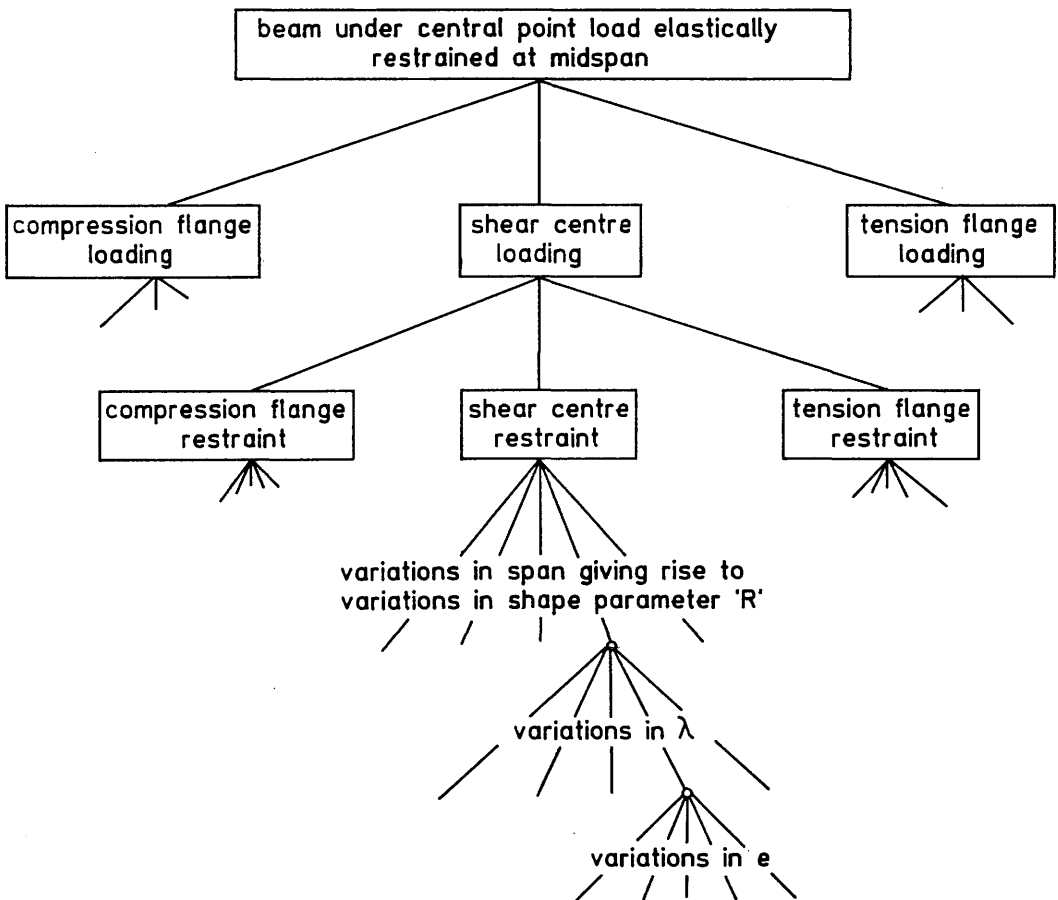 beam under central point load elastically
restrained at midspan
compression flange
loading
shear centre
loading
tension flange
loading
compression flange
restraint
shear centre
restraint
tension flange
restraint
variations in span giving rise to
variations in shape parameter 'R'
variations in λ
variations in e